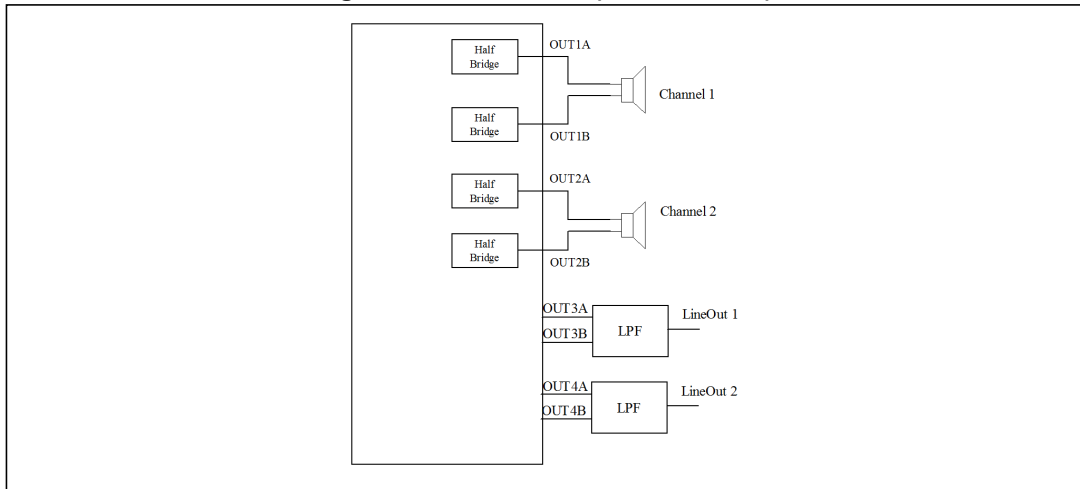 Half
Bridge
OUT1A
Channel 1
Half
Bridge
OUT1B
Half
Bridge
OUT2A
Channel 2
Half
Bridge
OUT2B
OUT3A
LineOut 1
LPF
OUT3B
OUT4A
LineOut 2
LPF
OUT4B